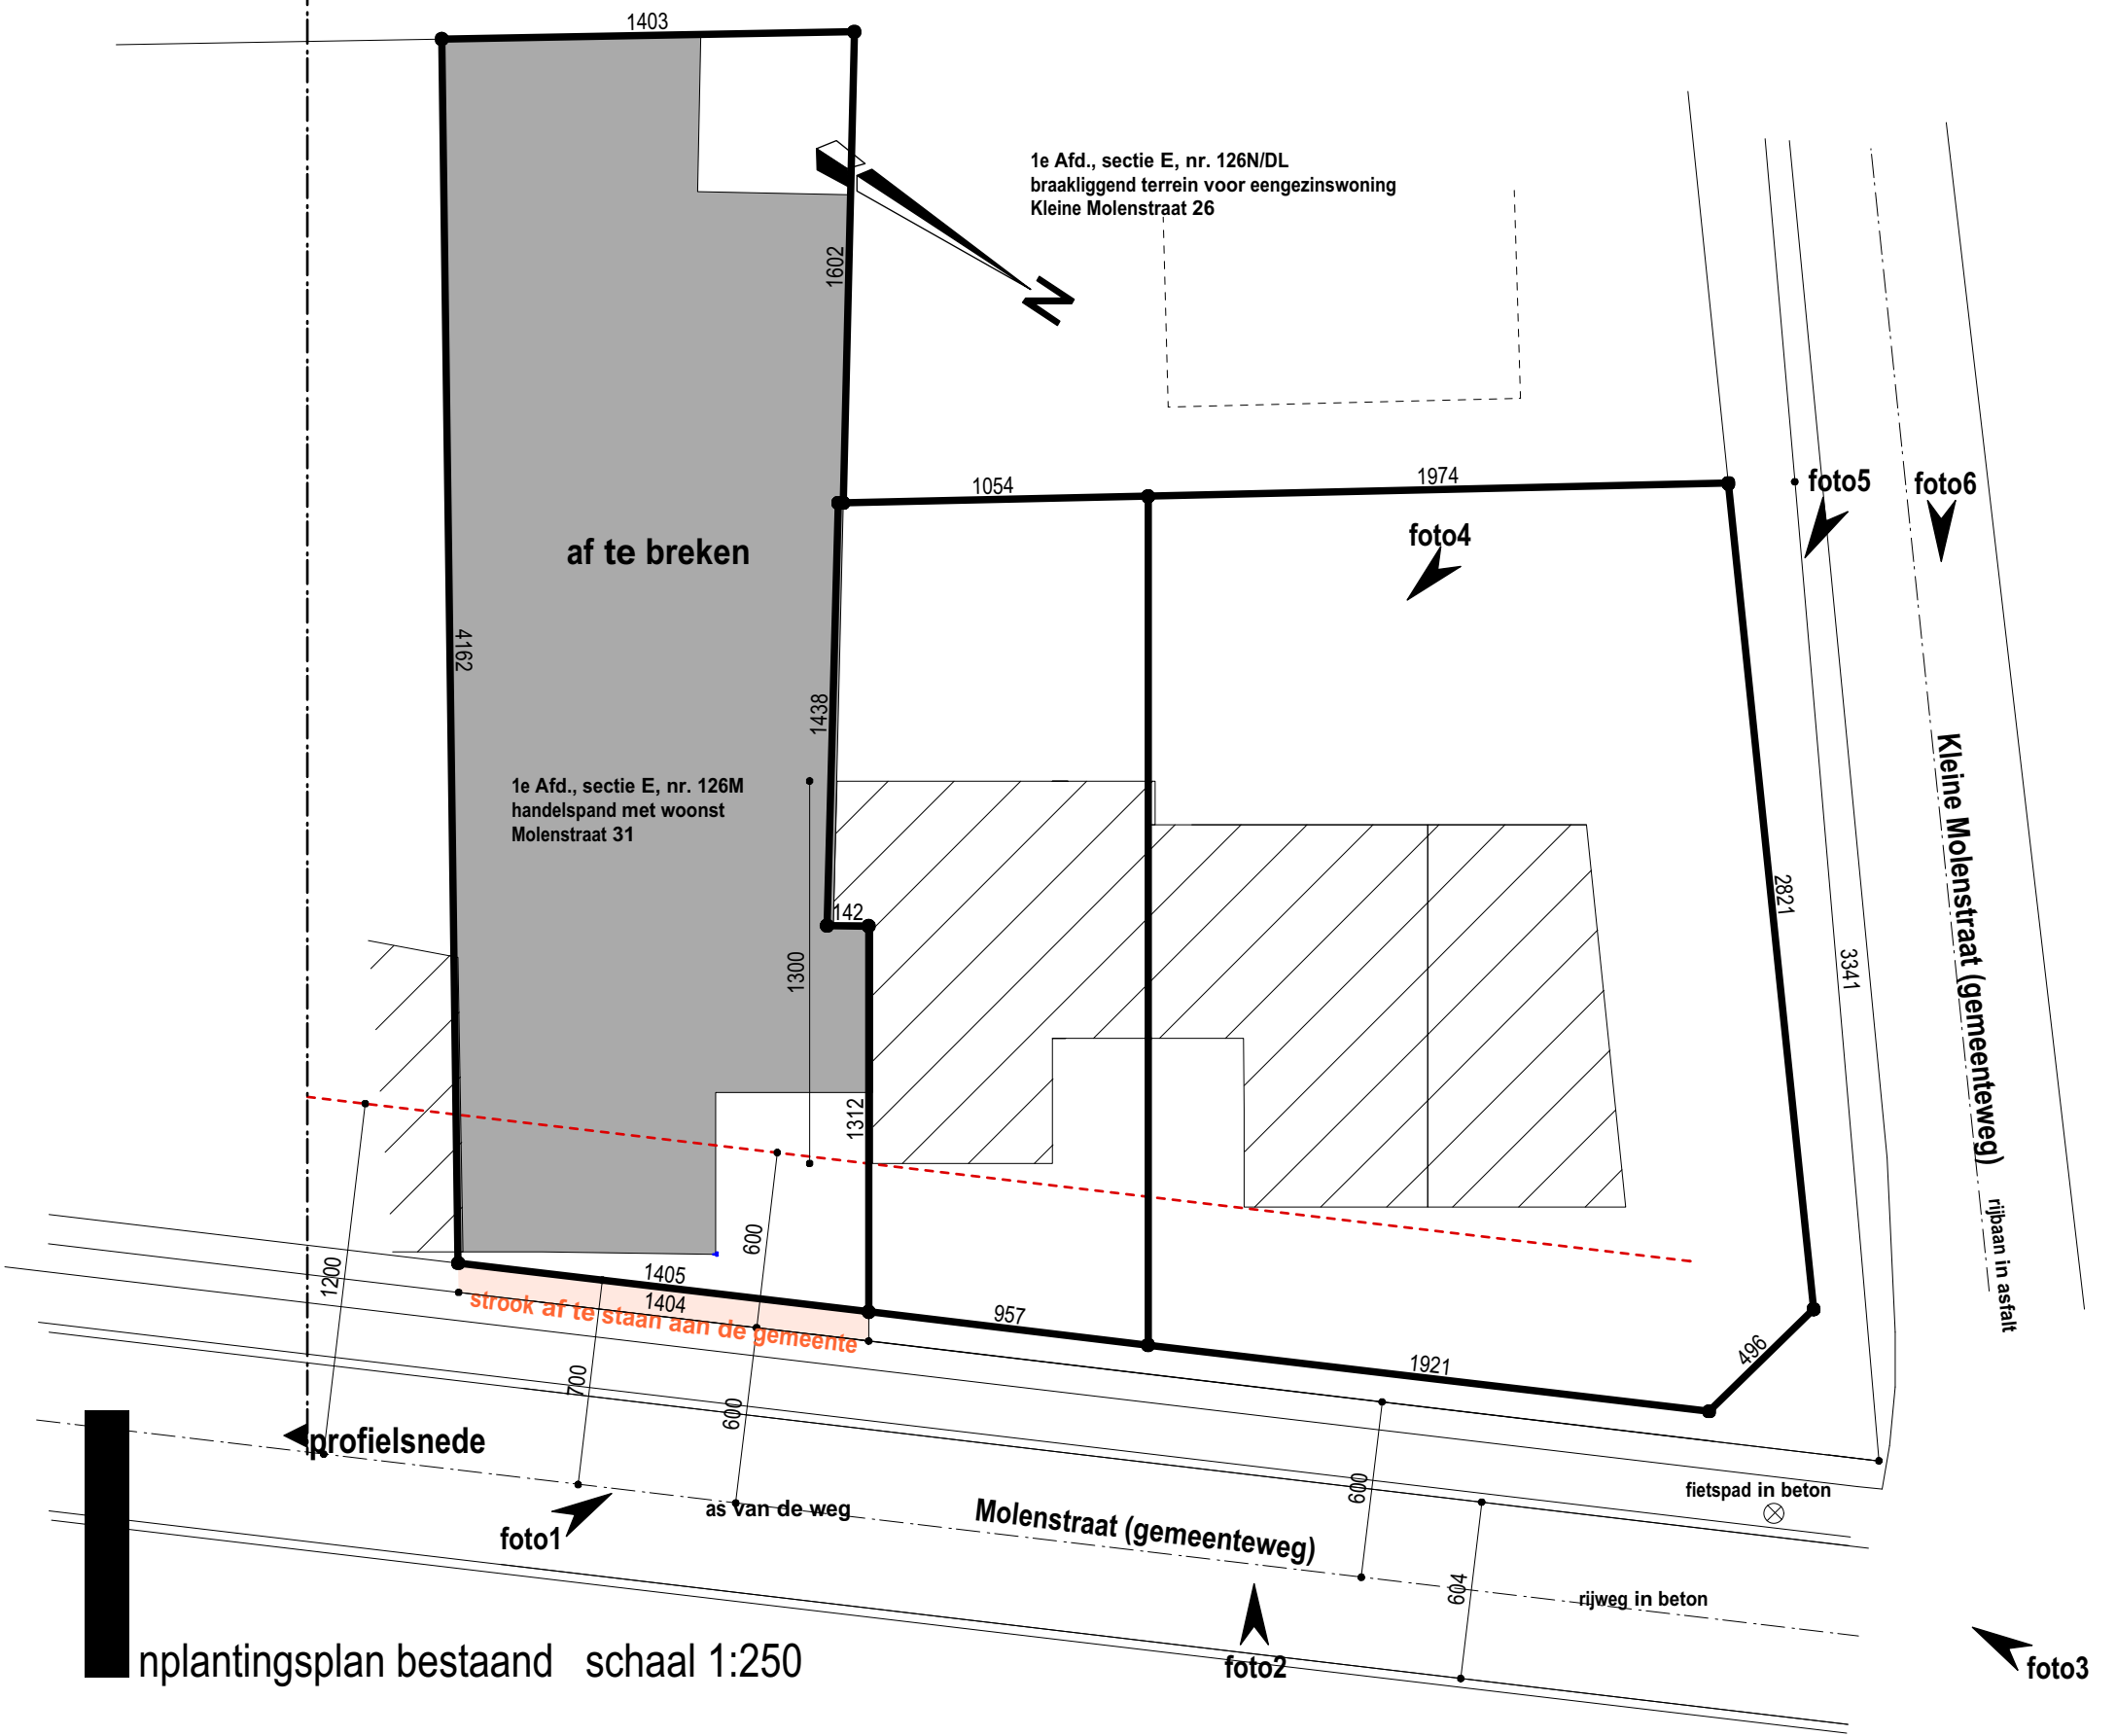 1403
1e Afd., sectie E, nr. 126N/DL
braakliggend terrein voor eengezinswoning
Kleine Molenstraat 26
1602
N
1054
1974
foto4
foto5
foto6
af te breken
4162
1438
1e Afd., sectie E, nr. 126M
handelspand met woonst
Molenstraat 31
142
1300
1312
2821
3341
Kleine Molenstraat (gemeenteweg)
rijbaan in asfalt
1200
600
1405
1404
strook af te staan aan de gemeente
957
1921
496
700
600
600
604
profielsnede
foto1
as van de weg
Molenstraat (gemeenteweg)
fietspad in beton
rijweg in beton
foto2
foto3
nplantingsplan bestaand schaal 1:250